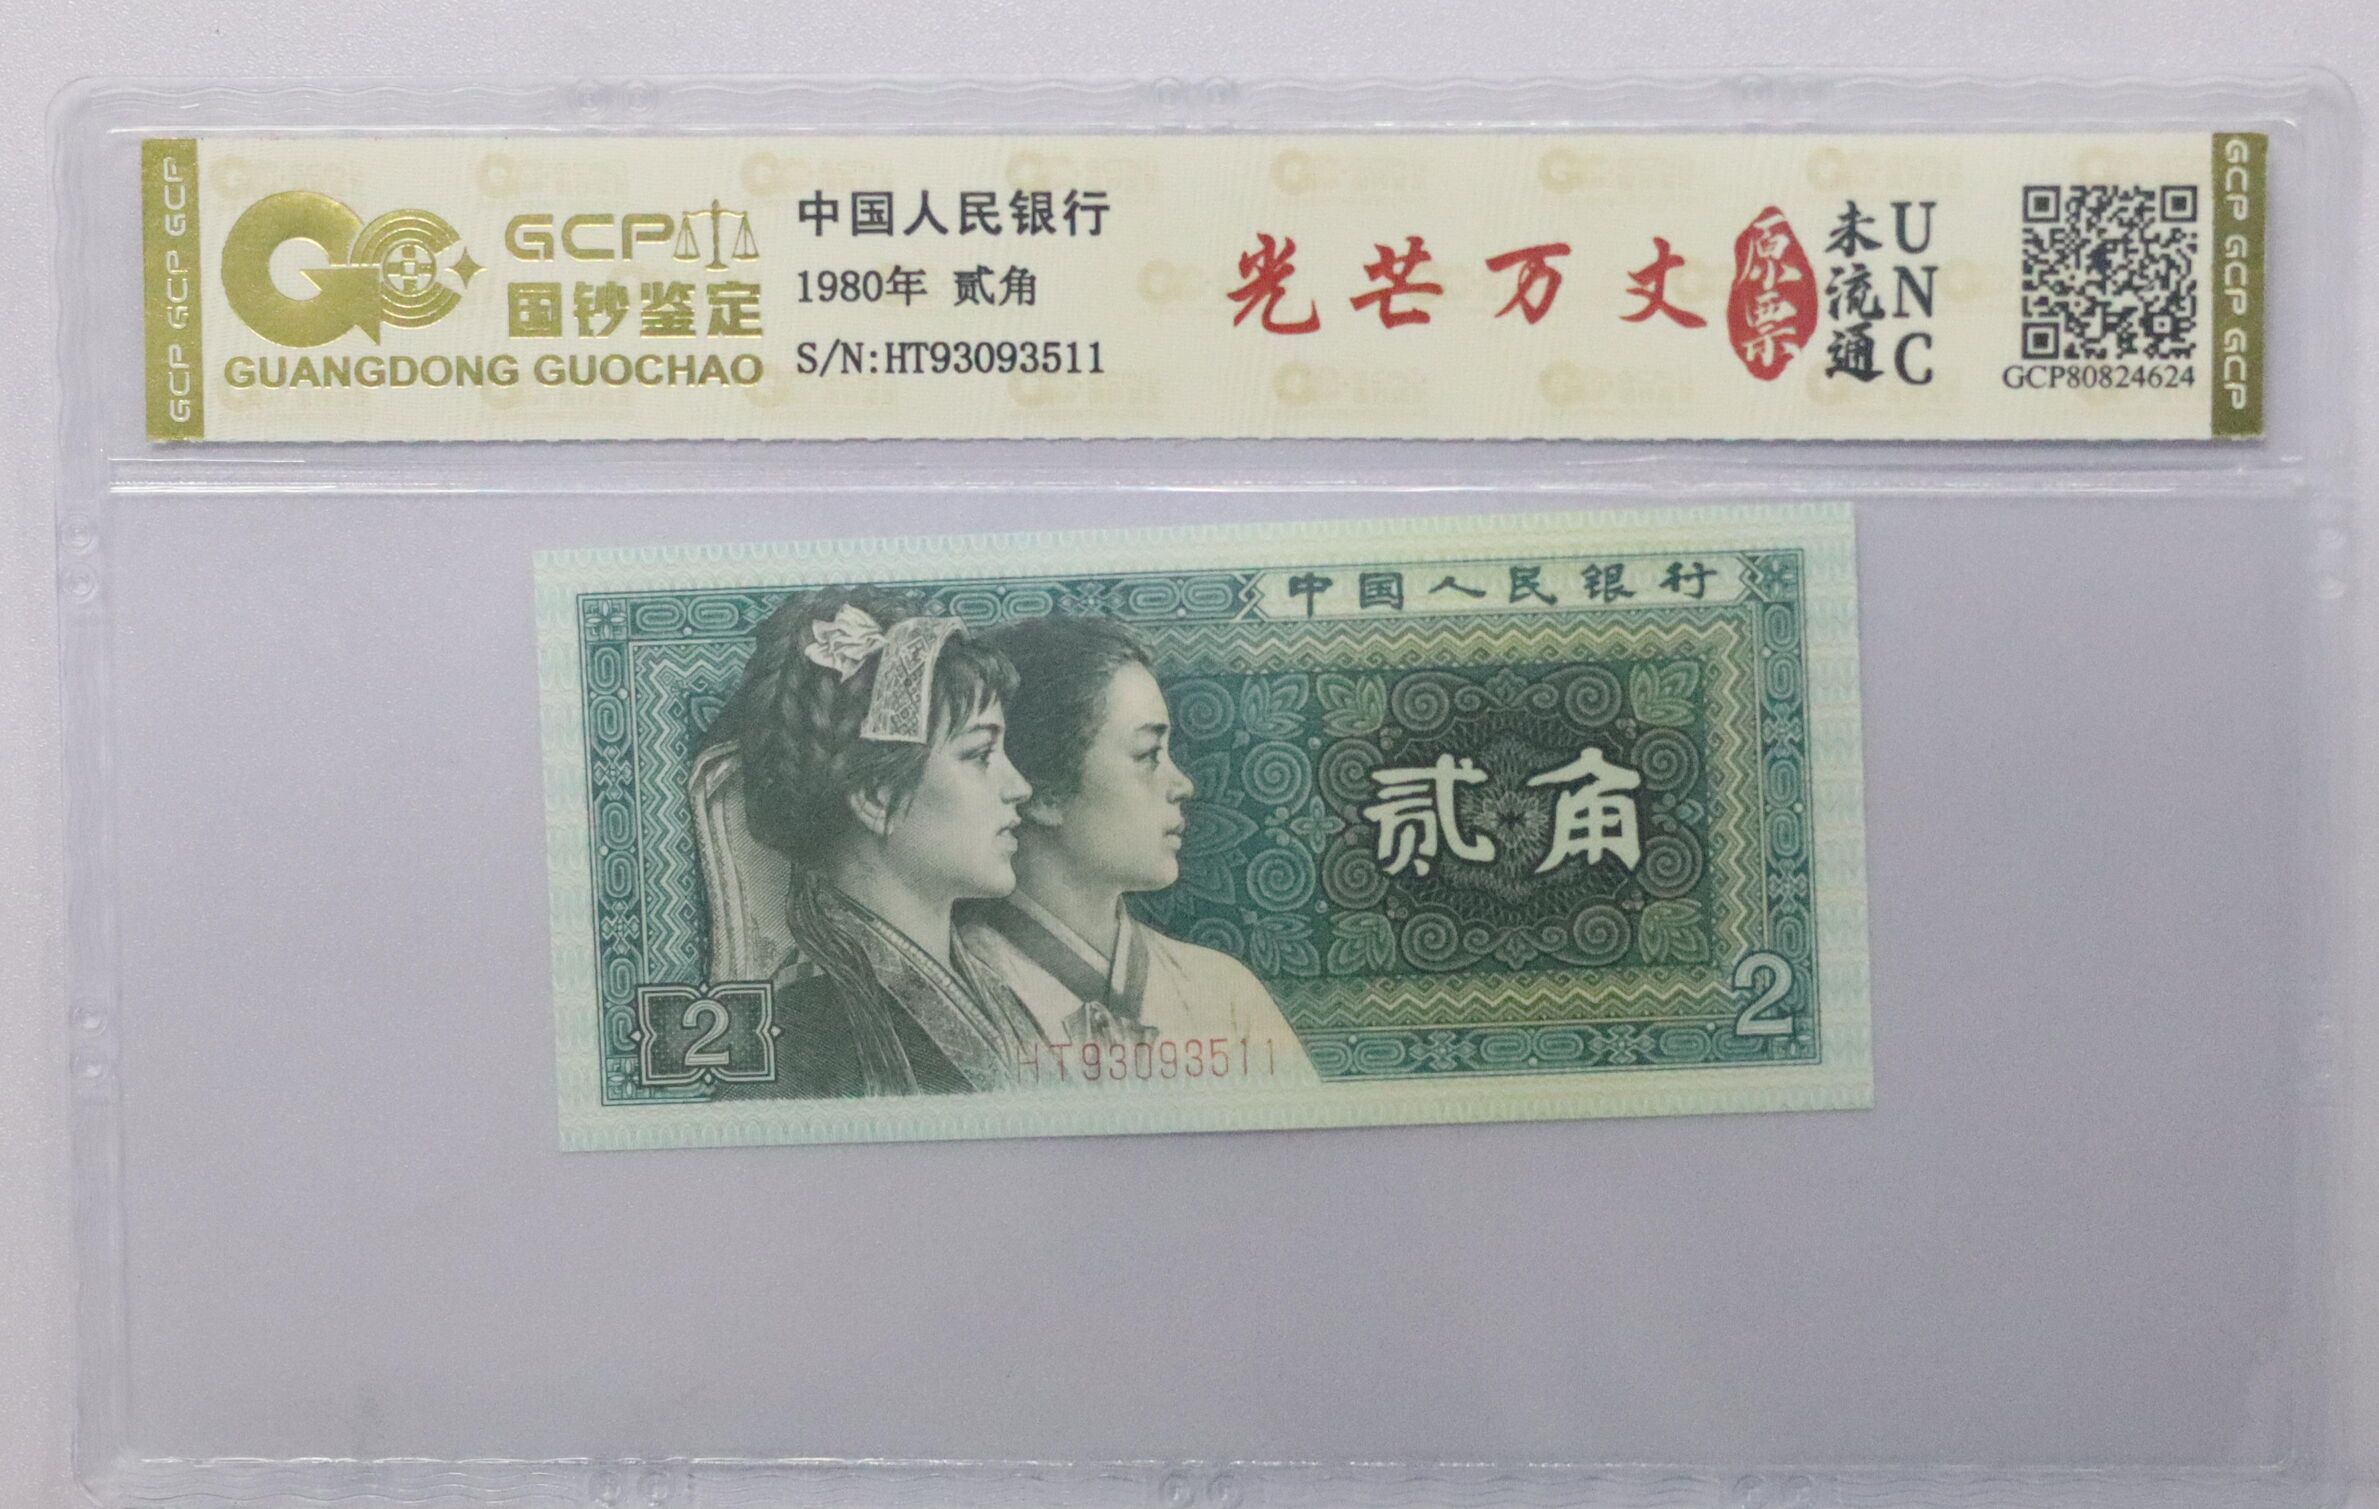 GCP GCP GCP
GCP
国钞鉴定
GUANGDONG GUOCHAO
中国人民银行
1980年 贰角
S/N:HT93093511
光芒万丈
原票
未流通
UNC
GCP80824624
GCP GCP GCP
中国人民银行
贰角
2
2
HT93093511